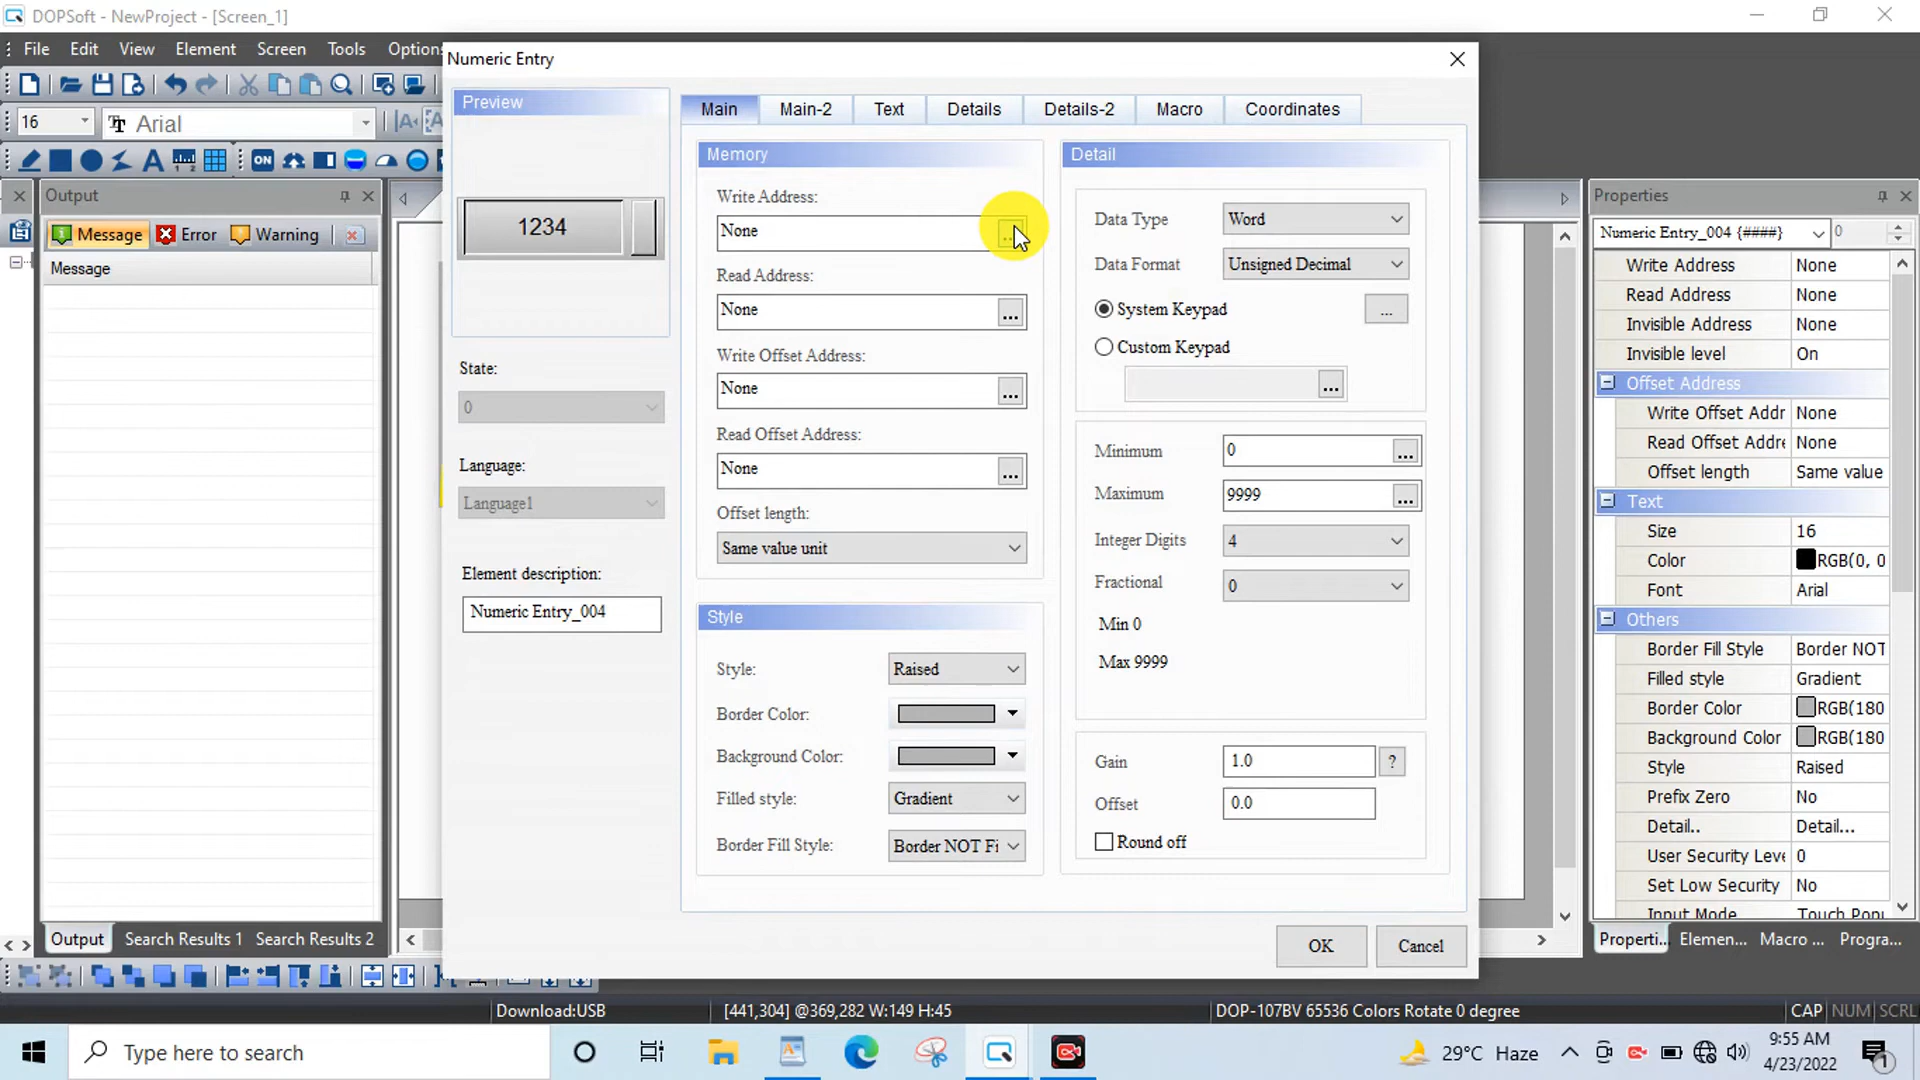 DOPSoft - NewProject - [Screen_1]
File Edit View Element Screen Tools Options
16 Arial
Output
Message Error Warning
Message
Output Search Results 1 Search Results 2
Numeric Entry
Preview
1234
State:
0
Language:
Language1
Element description:
Numeric Entry_004
Main Main-2 Text Details Details-2 Macro Coordinates
Memory
Write Address:
None ...
Read Address:
None ...
Write Offset Address:
None ...
Read Offset Address:
None ...
Offset length:
Same value unit
Style
Style: Raised
Border Color:
Background Color:
Filled style: Gradient
Border Fill Style: Border NOT Fi
Detail
Data Type Word
Data Format Unsigned Decimal
System Keypad ...
Custom Keypad
...
Minimum 0 ...
Maximum 9999 ...
Integer Digits 4
Fractional 0
Min 0
Max 9999
Gain 1.0 ?
Offset 0.0
Round off
OK Cancel
Properties
Numeric Entry_004 {####} 0
Write Address None
Read Address None
Invisible Address None
Invisible level On
Offset Address
Write Offset Addr None
Read Offset Addre None
Offset length Same value
Text
Size 16
Color RGB(0, 0
Font Arial
Others
Border Fill Style Border NOT
Filled style Gradient
Border Color RGB(180
Background Color RGB(180
Style Raised
Prefix Zero No
Detail.. Detail...
User Security Leve 0
Set Low Security No
Input Mode Touch Popu
Properti... Elemen... Macro ... Progra...
Download:USB [441,304] @369,282 W:149 H:45 DOP-107BV 65536 Colors Rotate 0 degree CAP NUM SCRL
Type here to search
29°C Haze
9:55 AM
4/23/2022
1